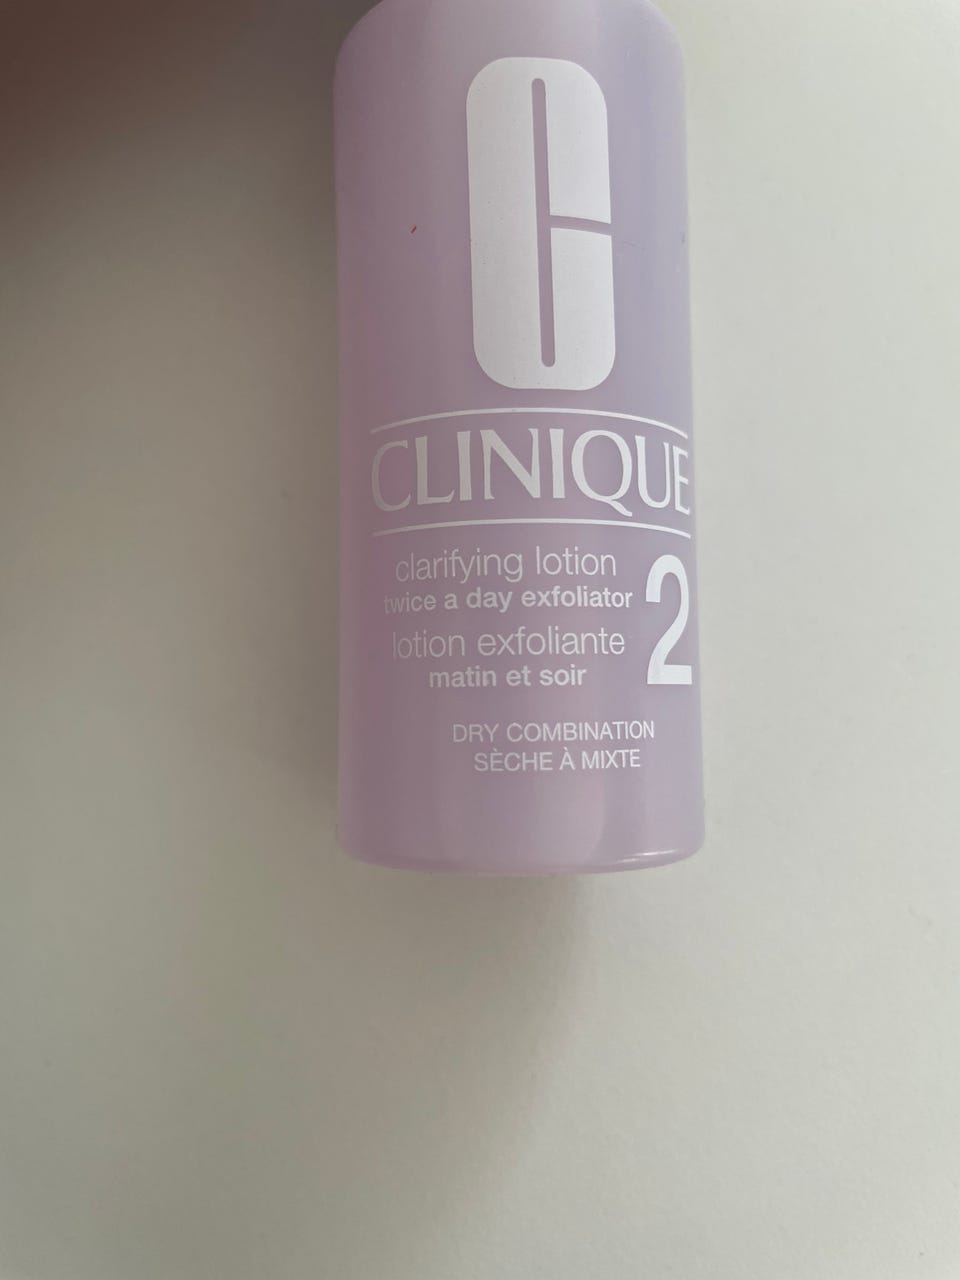 C
CLINIQUE
clarifying lotion
twice a day exfoliator
lotion exfoliante
matin et soir
2
DRY COMBINATION
SÈCHE À MIXTE